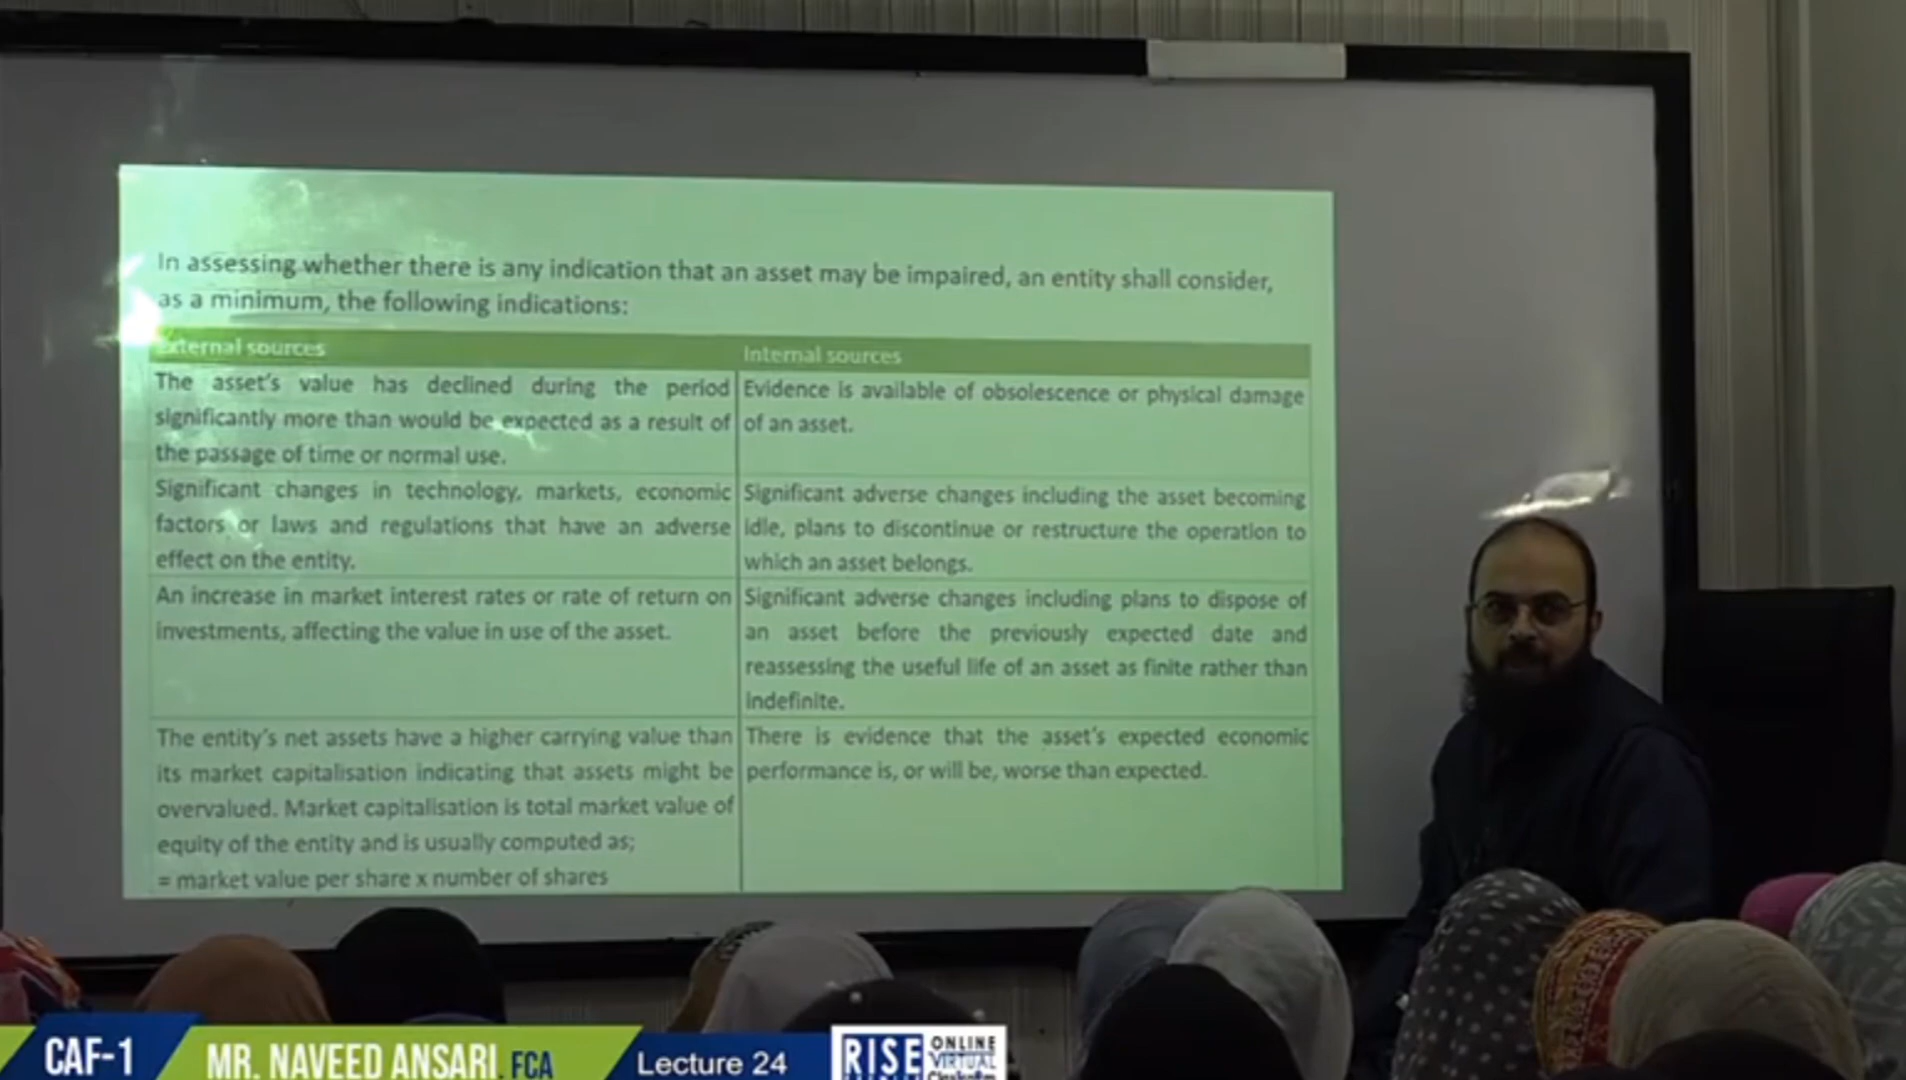 In assessing whether there is any indication that an asset may be impaired, an entity shall consider,
as a minimum, the following indications:
External sources
The asset's value has declined during the period
significantly more than would be expected as a result of
the passage of time or normal use.
Significant changes in technology, markets, economic
factors or laws and regulations that have an adverse
effect on the entity.
An increase in market interest rates or rate of return on
investments, affecting the value in use of the asset.
The entity's net assets have a higher carrying value than
its market capitalisation indicating that assets might be
overvalued. Market capitalisation is total market value of
equity of the entity and is usually computed as;
= market value per share x number of shares
Internal sources
Evidence is available of obsolescence or physical damage
of an asset.
Significant adverse changes including the asset becoming
idle, plans to discontinue or restructure the operation to
which an asset belongs.
Significant adverse changes including plans to dispose of
an asset before the previously expected date and
reassessing the useful life of an asset as finite rather than
indefinite.
There is evidence that the asset's expected economic
performance is, or will be, worse than expected.
CAF-1
MR. NAVEED ANSARI, FCA
Lecture 24
RISE
ONLINE
VIRTUAL